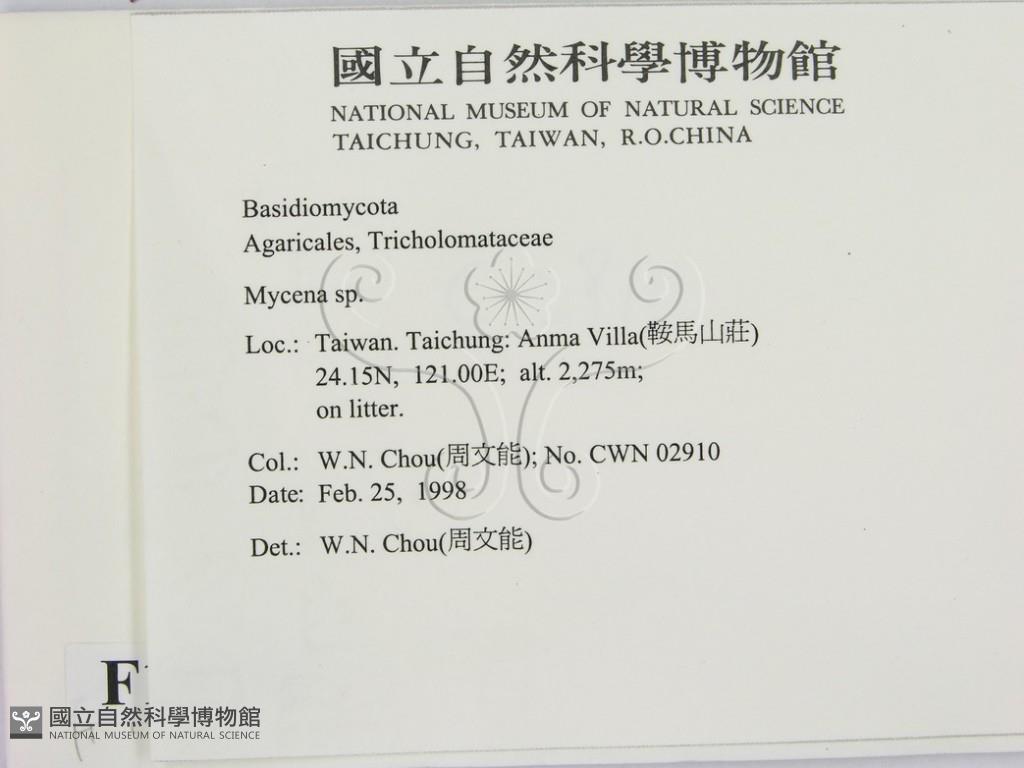 國立自然科學博物館
NATIONAL MUSEUM OF NATURAL SCIENCE
TAICHUNG, TAIWAN, R.O.CHINA
Basidiomycota
Agaricales, Tricholomataceae
Mycena sp.
Loc.: Taiwan. Taichung: Anma Villa(鞍馬山莊)
24.15N, 121.00E; alt. 2,275m;
on litter.
Col.: W.N. Chou(周文能); No. CWN 02910
Date: Feb. 25, 1998
Det.: W.N. Chou(周文能)
F
國立自然科學博物館
NATIONAL MUSEUM OF NATURAL SCIENCE